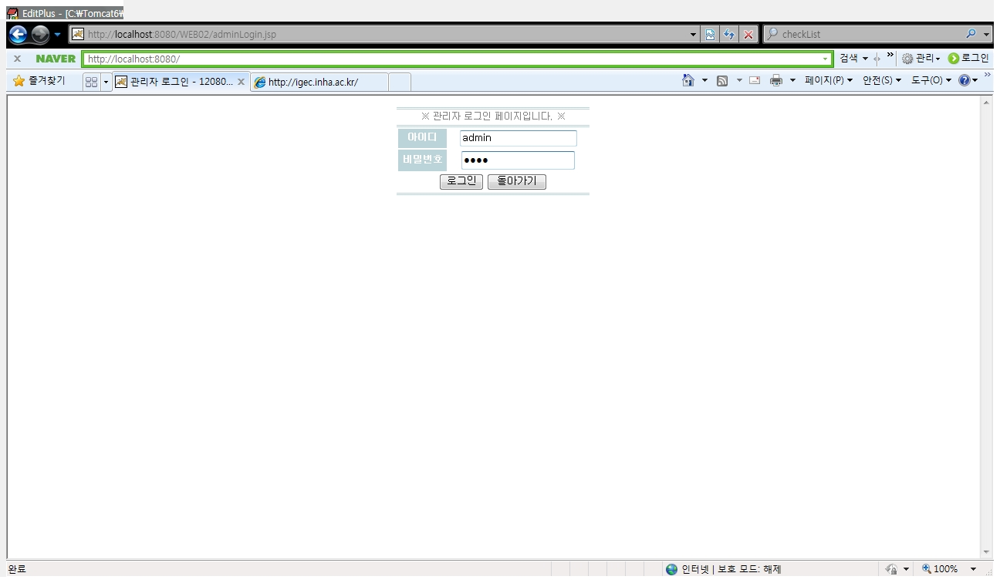 EditPlus - [C:₩Tomcat6₩
http://localhost:8080/WEB02/adminLogin.jsp
checkList
x NAVER http://localhost:8080/ 검색 » 관리 로그인
즐겨찾기
관리자 로그인 - 12080... x
http://igec.inha.ac.kr/
페이지(P) 안전(S) 도구(O) »
※ 관리자 로그인 페이지입니다. ※
아이디 admin
비밀번호 ••••
로그인 돌아가기
완료 인터넷 | 보호 모드: 해제 100%